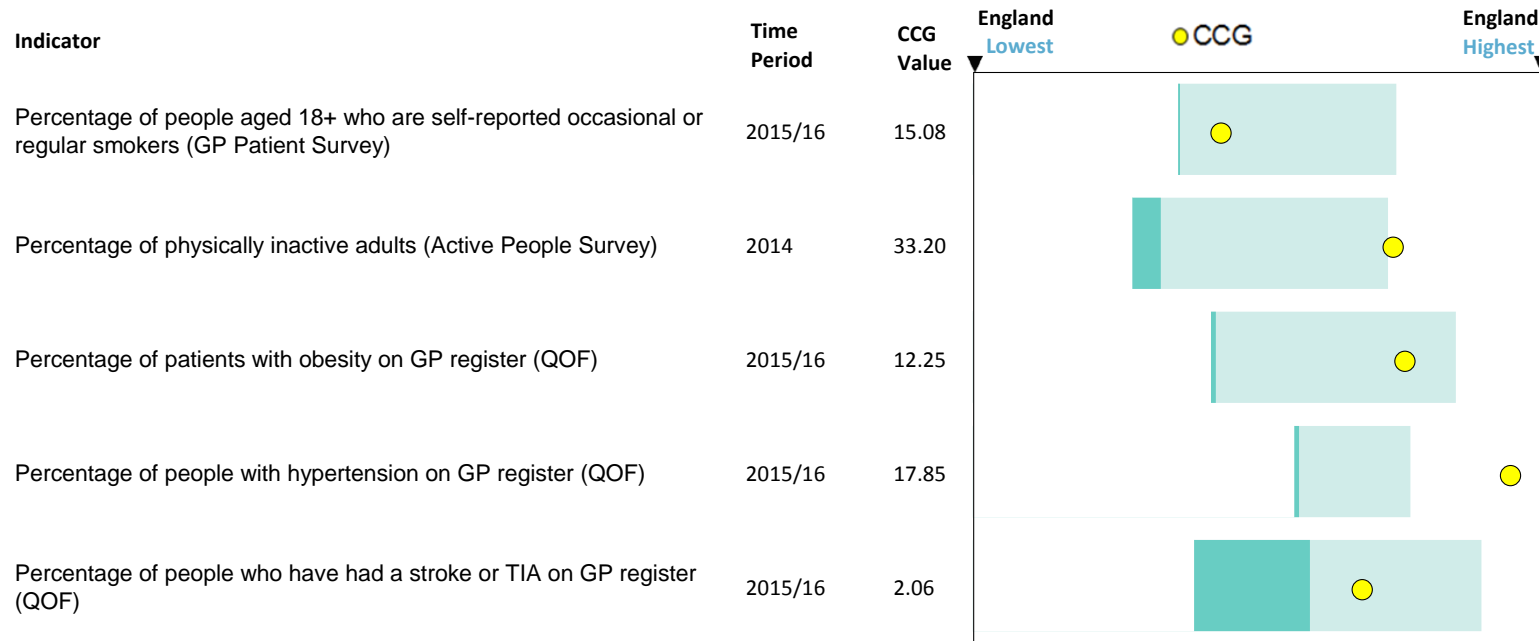 Indicator
Time
Period
CCG
Value
England
Lowest
CCG
England
Highest
Percentage of people aged 18+ who are self-reported occasional or
regular smokers (GP Patient Survey)
2015/16
15.08
Percentage of physically inactive adults (Active People Survey)
2014
33.20
Percentage of patients with obesity on GP register (QOF)
2015/16
12.25
Percentage of people with hypertension on GP register (QOF)
2015/16
17.85
Percentage of people who have had a stroke or TIA on GP register
(QOF)
2015/16
2.06